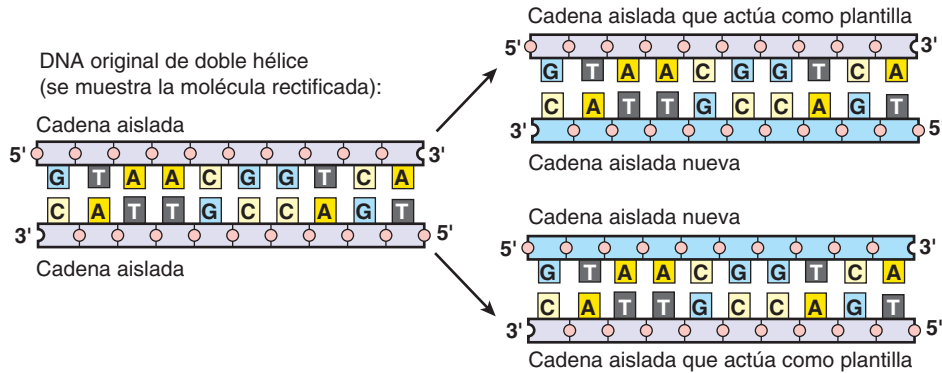 DNA original de doble hélice
(se muestra la molécula rectificada):
Cadena aislada
5' 3'
G T A A C G G T C A
C A T T G C C A G T
3' 5'
Cadena aislada
Cadena aislada que actúa como plantilla
5' 3'
G T A A C G G T C A
C A T T G C C A G T
3' 5'
Cadena aislada nueva
Cadena aislada nueva
5' 3'
G T A A C G G T C A
C A T T G C C A G T
3' 5'
Cadena aislada que actúa como plantilla